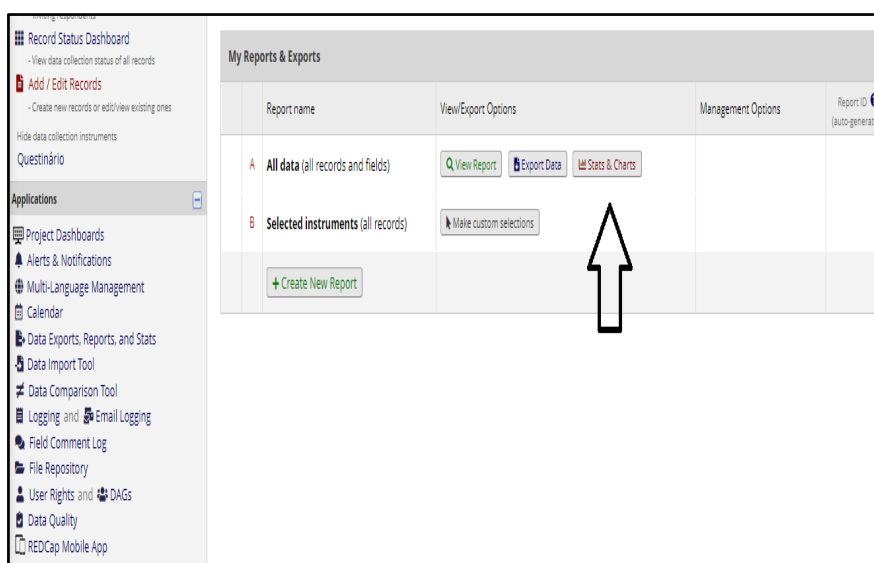 Record Status Dashboard
- View data collection status of all records
Add / Edit Records
- Create new records or edit/view existing ones
Hide data collection instruments
Questinário
Applications
Project Dashboards
Alerts & Notifications
Multi-Language Management
Calendar
Data Exports, Reports, and Stats
Data Import Tool
Data Comparison Tool
Logging and Email Logging
Field Comment Log
File Repository
User Rights and DAGs
Data Quality
REDCap Mobile App
My Reports & Exports
Report name View/Export Options Management Options Report ID
(auto-generat
A All data (all records and fields) View Report Export Data Stats & Charts
B Selected instruments (all records) Make custom selections
+ Create New Report